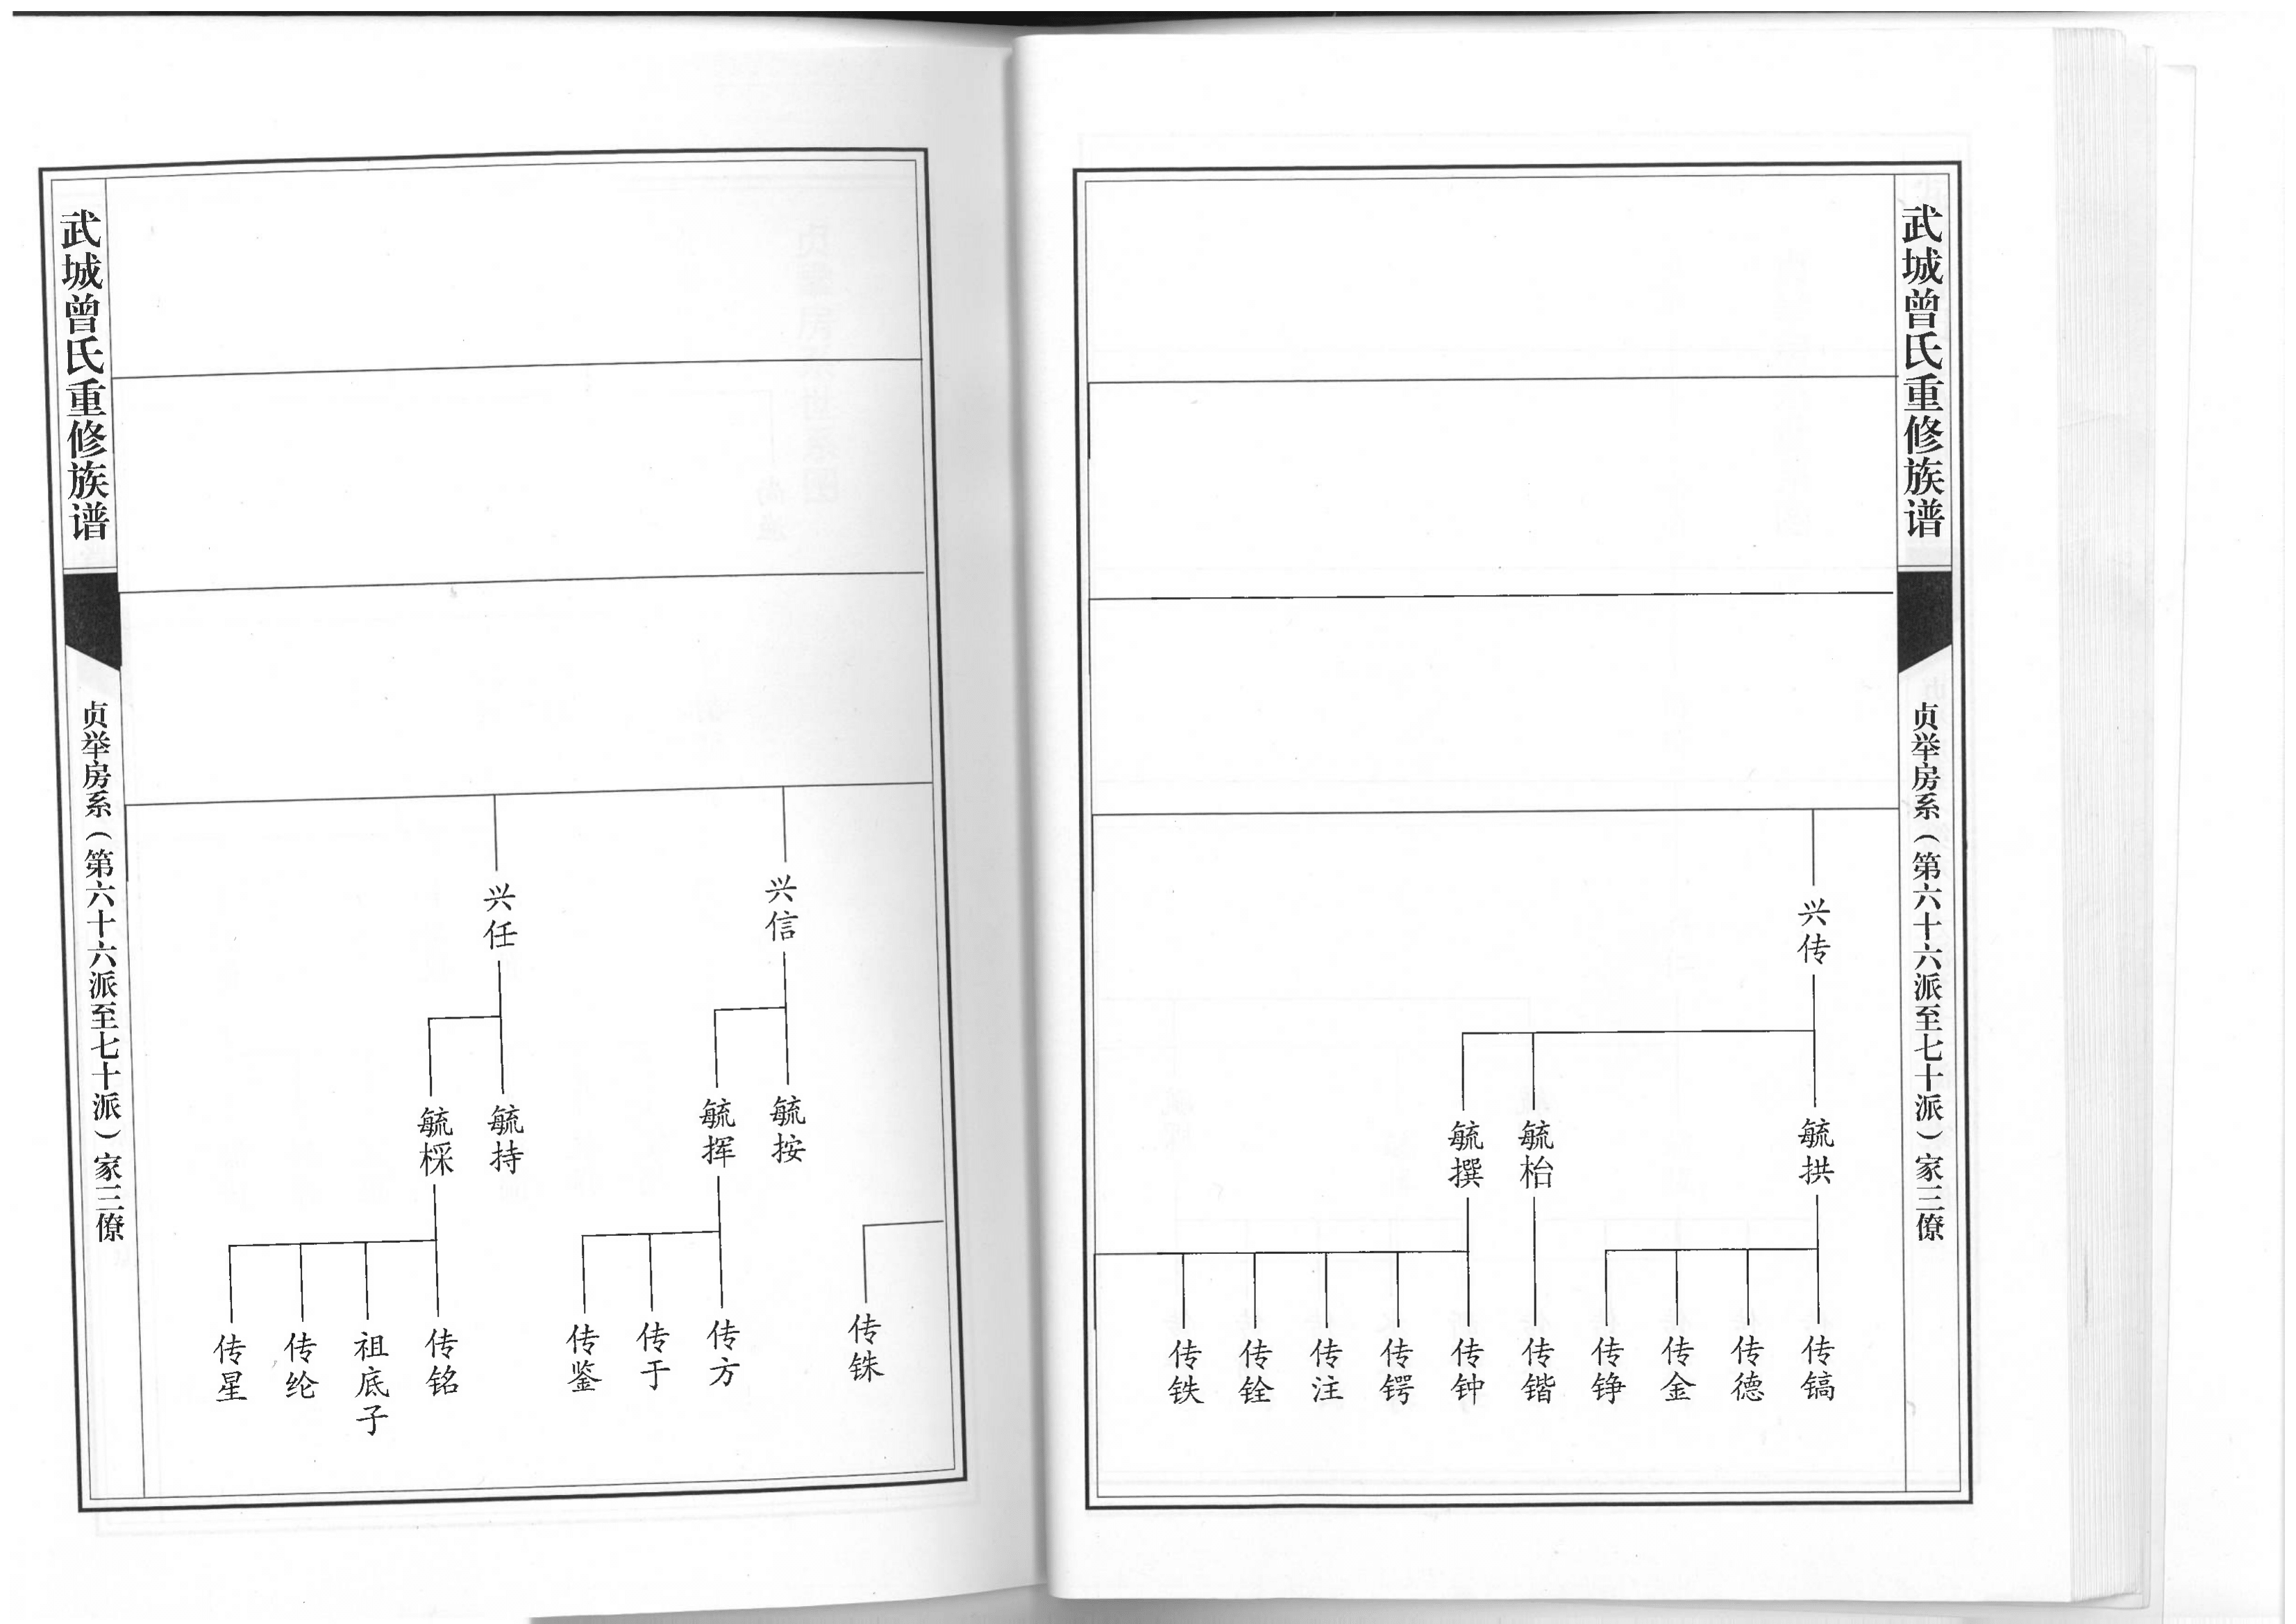 武城曾氏重修族谱
贞举房系（第六十六派至七十派）家三僚
兴传
毓拱
毓枱
毓撰
传镐
传德
传金
传铮
传锴
传钟
传锷
传注
传铨
传铁
传铢
兴信
兴任
毓按
毓挥
毓持
毓棌
传方
传于
传鉴
传铭
祖底子
传纶
传星
武城曾氏重修族谱
贞举房系（第六十六派至七十派）家三僚